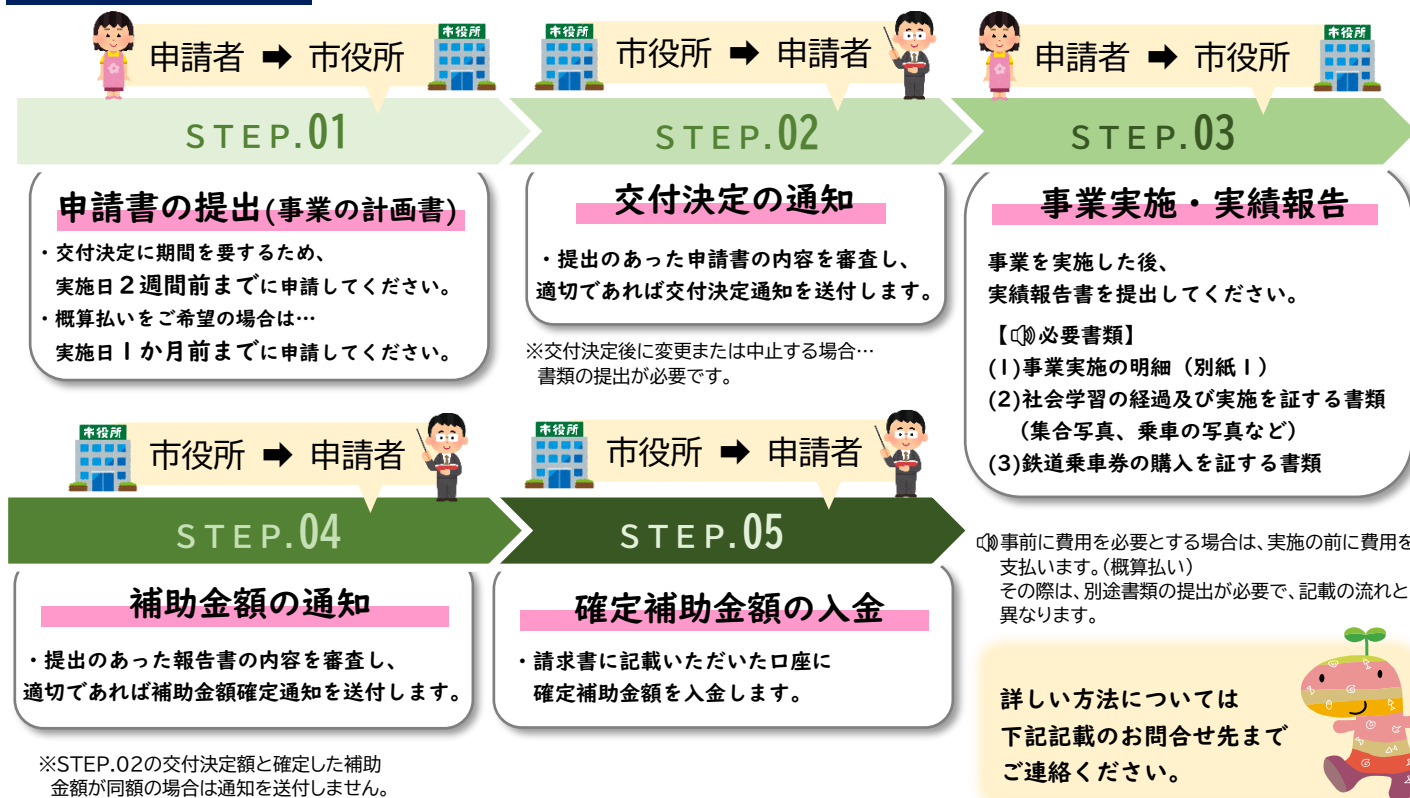 市役所
申請者 ➡ 市役所
STEP.01
申請書の提出(事業の計画書)
・交付決定に期間を要するため、
実施日2週間前までに申請してください。
・概算払いをご希望の場合は…
実施日1か月前までに申請してください。
市役所
市役所 ➡ 申請者
STEP.02
交付決定の通知
・提出のあった申請書の内容を審査し、
適切であれば交付決定通知を送付します。
※交付決定後に変更または中止する場合…
書類の提出が必要です。
市役所
申請者 ➡ 市役所
STEP.03
事業実施・実績報告
事業を実施した後、
実績報告書を提出してください。
【必要書類】
(1)事業実施の明細（別紙1）
(2)社会学習の経過及び実施を証する書類
（集合写真、乗車の写真など）
(3)鉄道乗車券の購入を証する書類
事前に費用を必要とする場合は、実施の前に費用を
支払います。(概算払い)
その際は、別途書類の提出が必要で、記載の流れと
異なります。
市役所
市役所 ➡ 申請者
STEP.04
補助金額の通知
・提出のあった報告書の内容を審査し、
適切であれば補助金額確定通知を送付します。
※STEP.02の交付決定額と確定した補助
金額が同額の場合は通知を送付しません。
市役所
市役所 ➡ 申請者
STEP.05
確定補助金額の入金
・請求書に記載いただいた口座に
確定補助金額を入金します。
詳しい方法については
下記記載のお問合せ先まで
ご連絡ください。